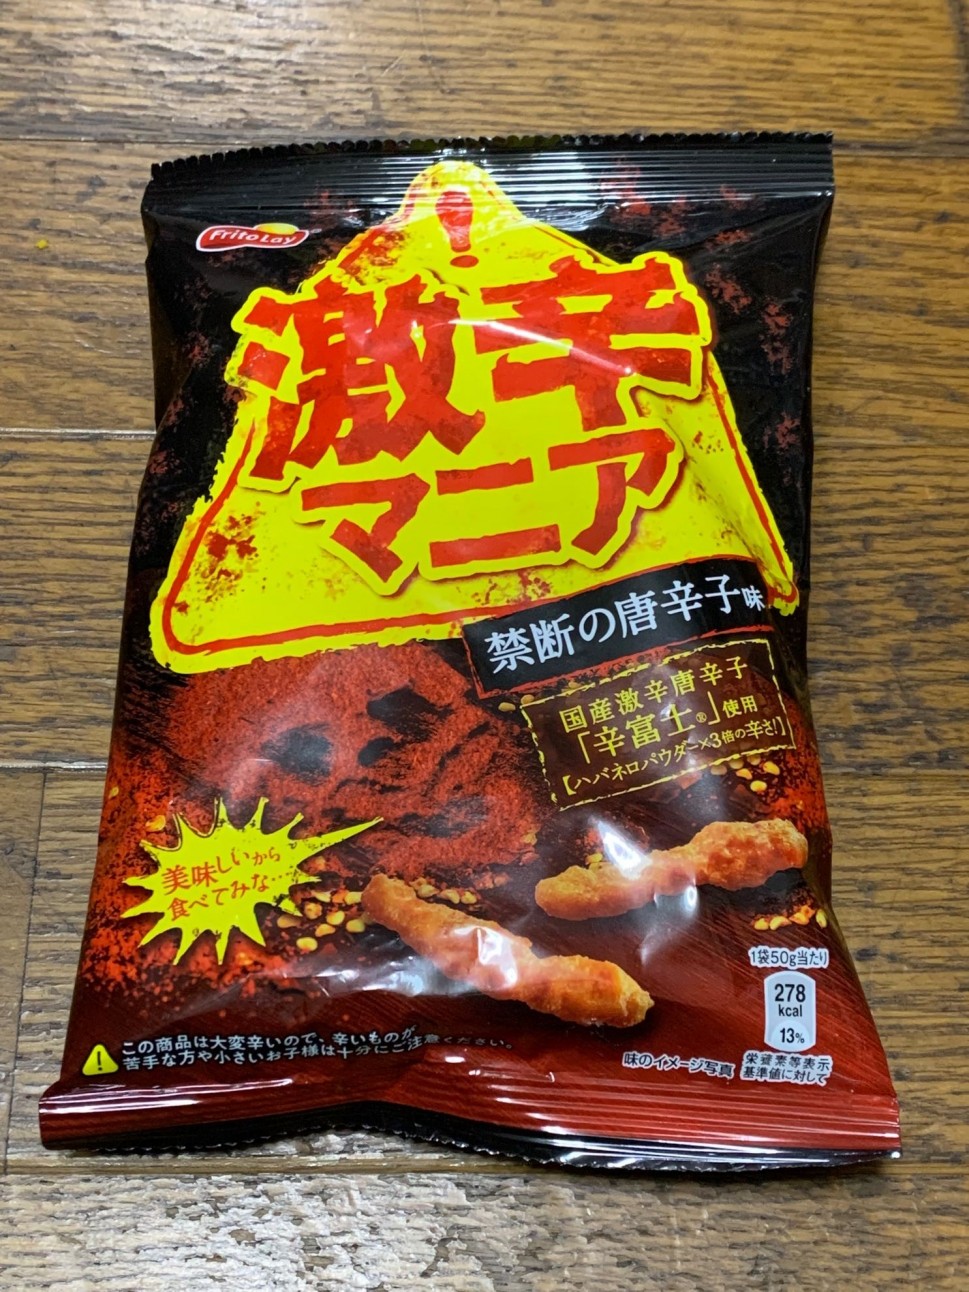 !
Frito Lay
激辛
マニア
禁断の唐辛子味
国産激辛唐辛子
「辛富士®」使用
【ハバネロパウダー×3倍の辛さ!】
美味しいから
食べてみな…
1袋50g当たり
278
kcal
13%
栄養素等表示
基準値に対して
味のイメージ写真
この商品は大変辛いので、辛いものが
苦手な方や小さいお子様は十分にご注意ください。